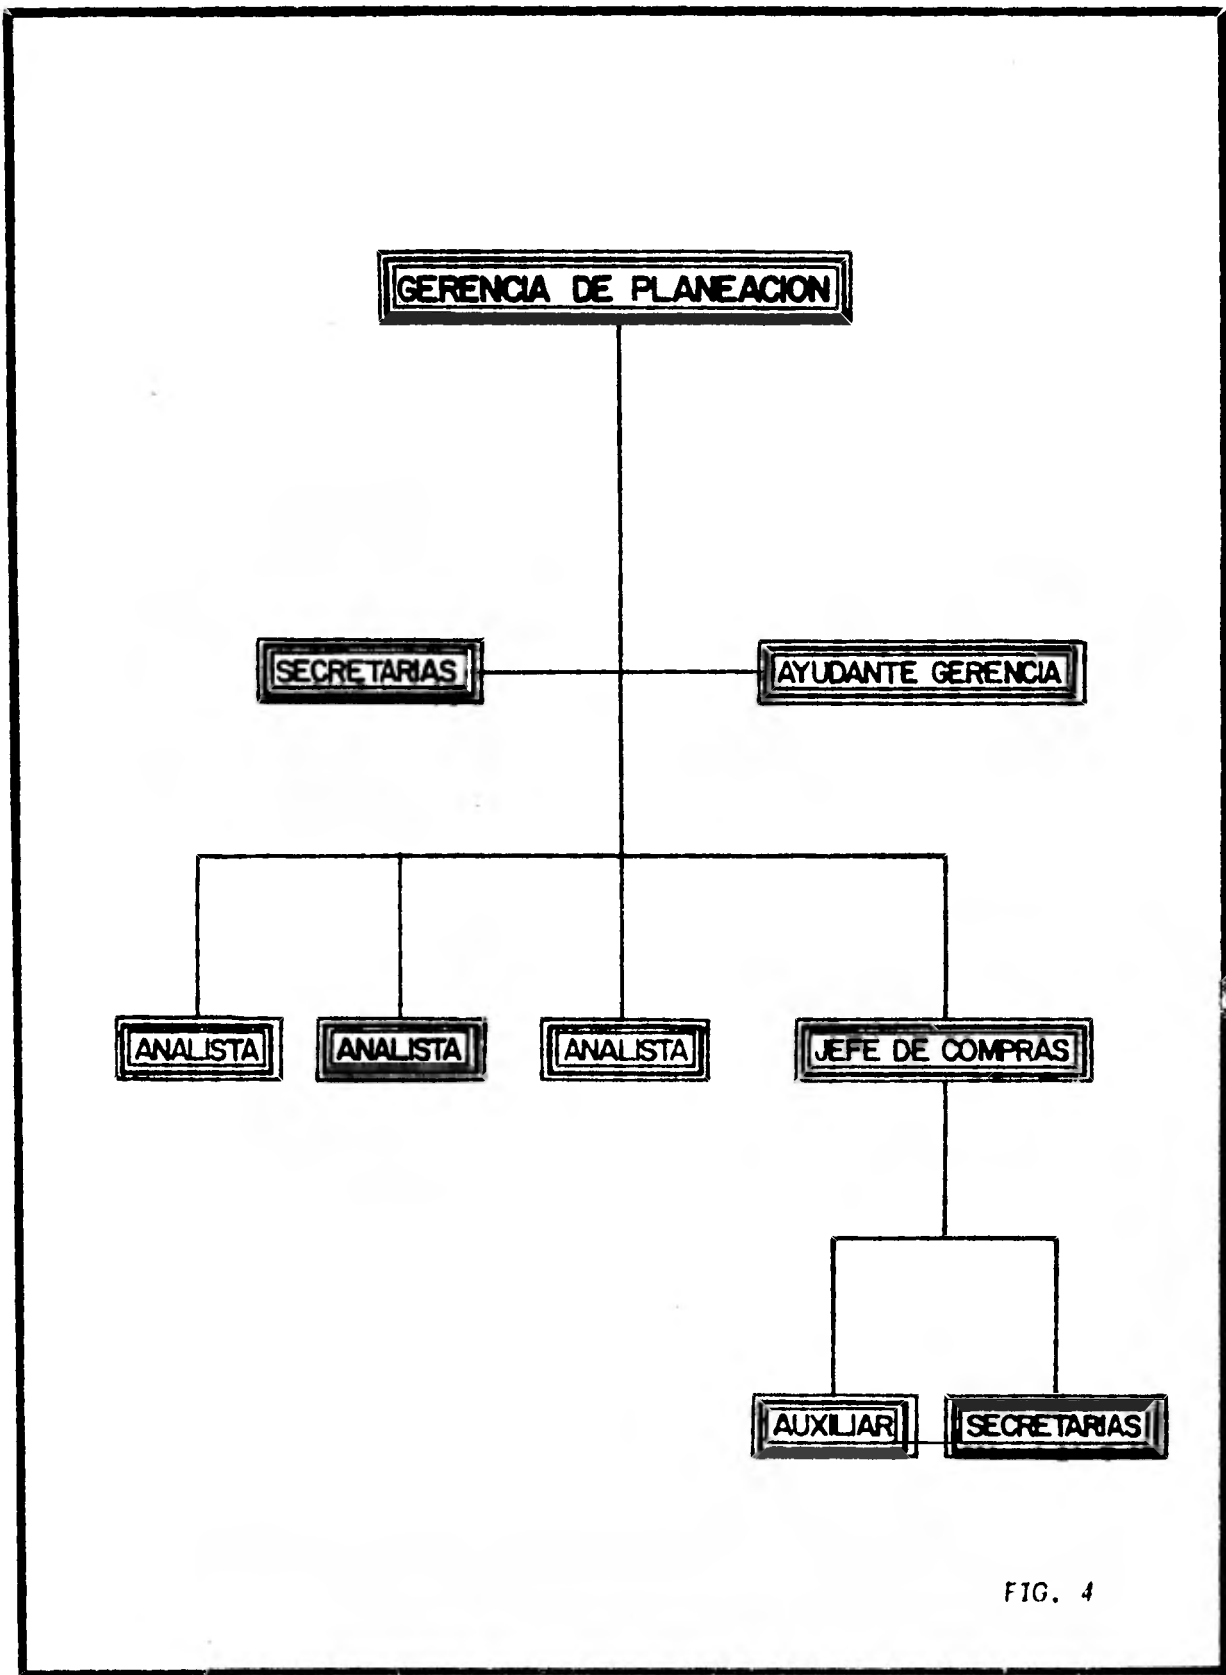 GERENCIA DE PLANEACION
SECRETARIAS
AYUDANTE GERENCIA
ANALISTA
ANALISTA
ANALISTA
JEFE DE COMPRAS
AUXILIAR
SECRETARIAS
FIG. 4